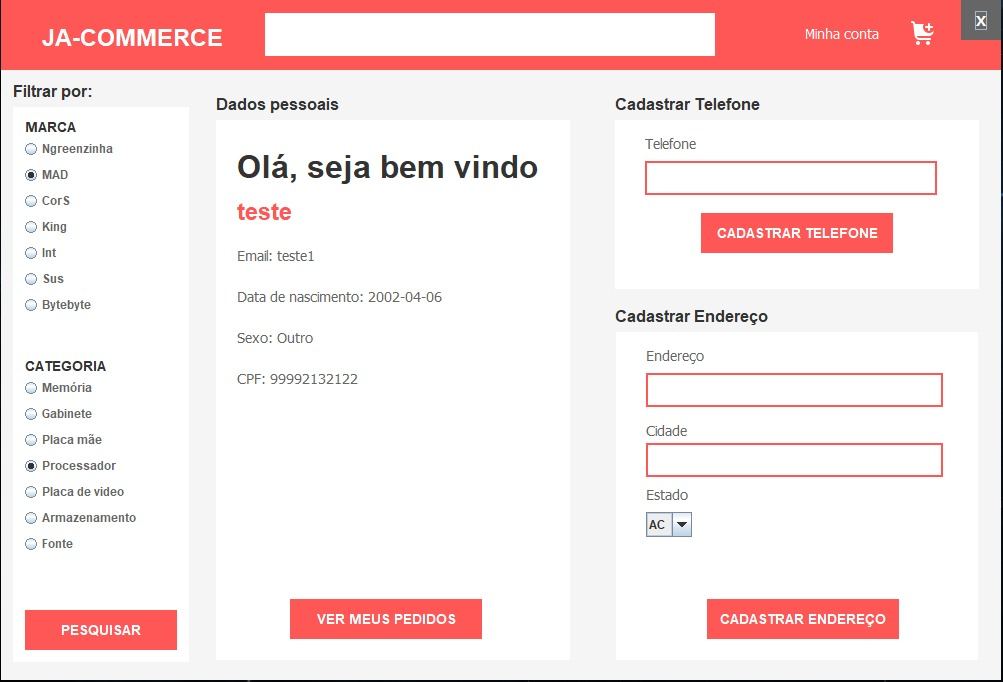 JA-COMMERCE
Minha conta
X
Filtrar por:
MARCA
Ngreenzinha
MAD
CorS
King
Int
Sus
Bytebyte
CATEGORIA
Memória
Gabinete
Placa mãe
Processador
Placa de video
Armazenamento
Fonte
PESQUISAR
Dados pessoais
Olá, seja bem vindo
teste
Email: teste1
Data de nascimento: 2002-04-06
Sexo: Outro
CPF: 99992132122
VER MEUS PEDIDOS
Cadastrar Telefone
Telefone
CADASTRAR TELEFONE
Cadastrar Endereço
Endereço
Cidade
Estado
AC
CADASTRAR ENDEREÇO